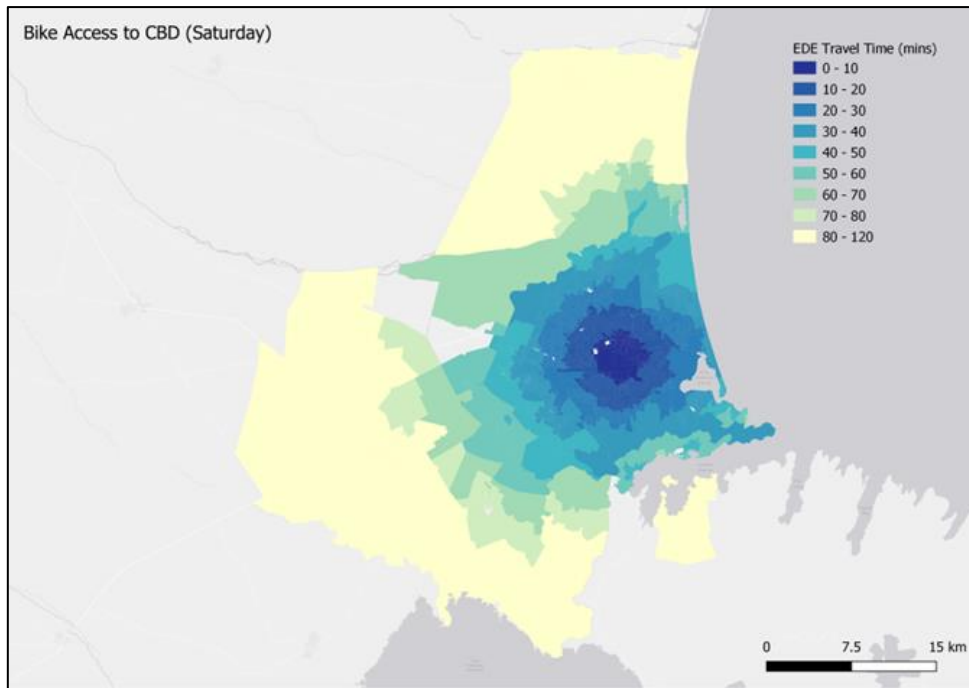 Bike Access to CBD (Saturday)
EDE Travel Time (mins)
0 - 10
10 - 20
20 - 30
30 - 40
40 - 50
50 - 60
60 - 70
70 - 80
80 - 120
0 7.5 15 km